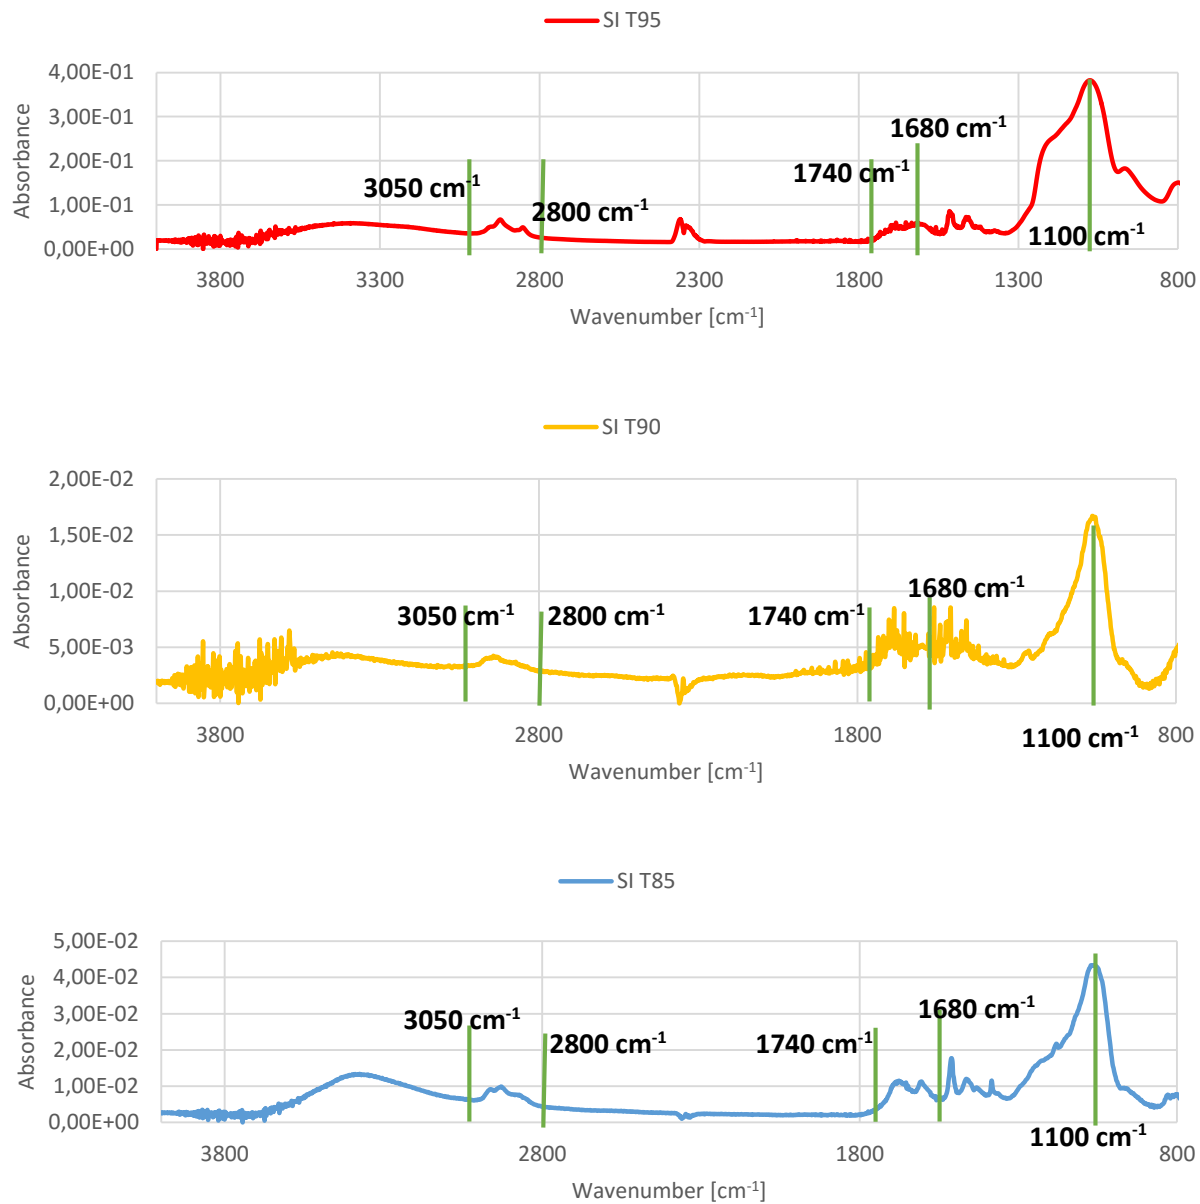 SI T95
4,00E-01
3,00E-01
2,00E-01
1,00E-01
0,00E+00
Absorbance
3050 cm-1
2800 cm-1
1740 cm-1
1680 cm-1
1100 cm-1
3800 3300 2800 2300 1800 1300 800
Wavenumber [cm-1]
SI T90
2,00E-02
1,50E-02
1,00E-02
5,00E-03
0,00E+00
Absorbance
3050 cm-1
2800 cm-1
1740 cm-1
1680 cm-1
1100 cm-1
3800 2800 1800 800
Wavenumber [cm-1]
SI T85
5,00E-02
4,00E-02
3,00E-02
2,00E-02
1,00E-02
0,00E+00
Absorbance
3050 cm-1
2800 cm-1
1740 cm-1
1680 cm-1
1100 cm-1
3800 2800 1800 800
Wavenumber [cm-1]